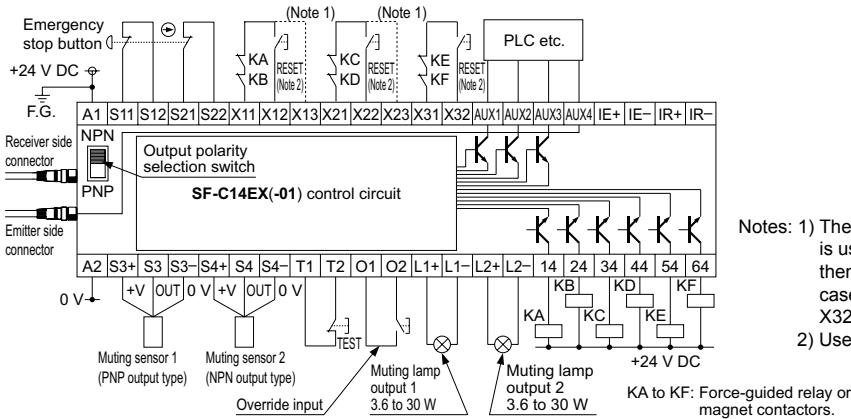 (Note 1) (Note 1)
Emergency
stop button
PLC etc.
+24 V DC
KA
KB
RESET
(Note 2)
KC
KD
RESET
(Note 2)
KE
KF
RESET
(Note 2)
F.G.
A1 S11 S12 S21 S22 X11 X12 X13 X21 X22 X23 X31 X32 AUX1 AUX2 AUX3 AUX4 IE+ IE− IR+ IR−
Receiver side
connector
NPN
PNP
Output polarity
selection switch
SF-C14EX(-01) control circuit
Emitter side
connector
A2 S3+ S3 S3− S4+ S4 S4− T1 T2 O1 O2 L1+ L1− L2+ L2− 14 24 34 44 54 64
0 V
+V OUT 0 V +V OUT 0 V
KB KD KF
KA KC KE
TEST
+24 V DC
Muting sensor 1
(PNP output type)
Muting sensor 2
(NPN output type)
Override input
Muting lamp
output 1
3.6 to 30 W
Muting lamp
output 2
3.6 to 30 W
KA to KF: Force-guided relay or
magnet contactors.
Notes: 1) The
is us
ther
case
X32
2) Use